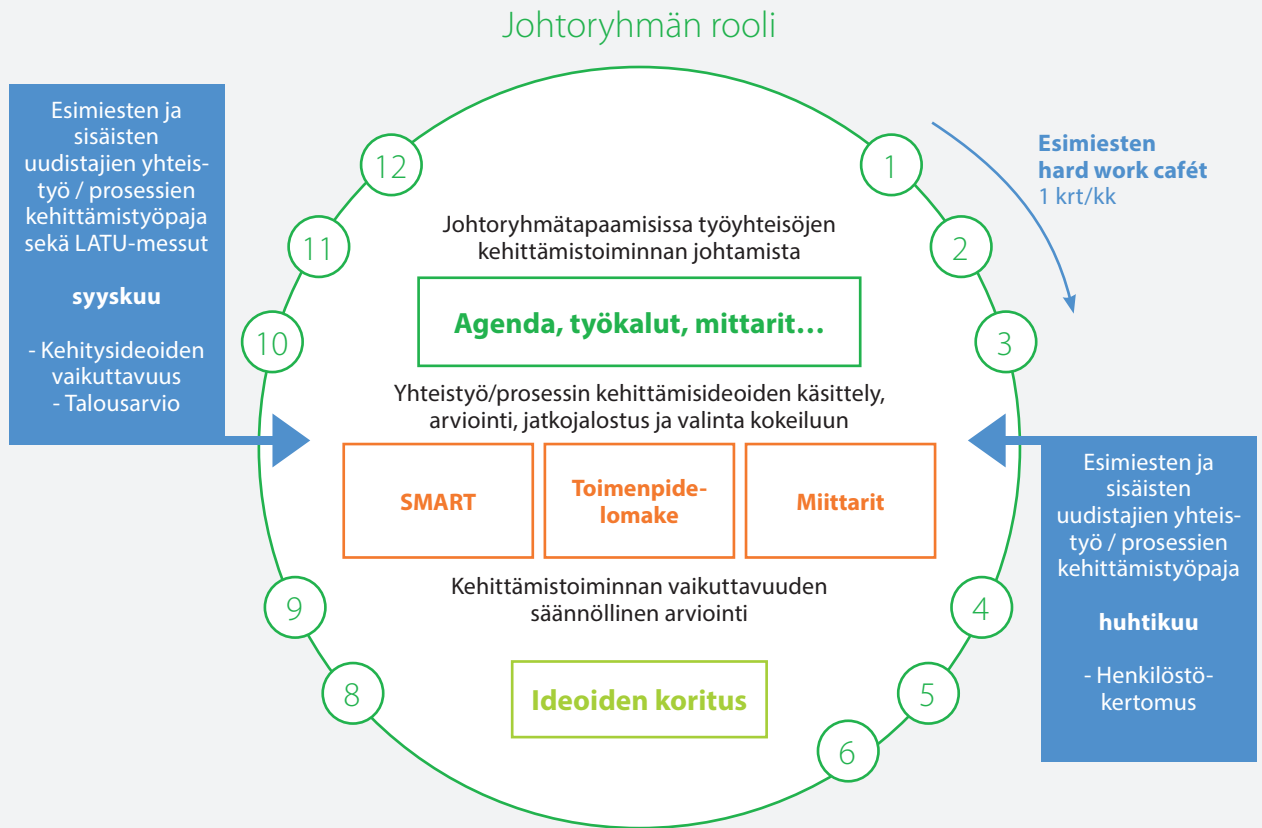 Johtoryhmän rooli
Esimiesten ja
sisäisten
uudistajien yhteis-
työ / prosessien
kehittämistyöpaja
sekä LATU-messut
syyskuu
- Kehitysideoiden
vaikuttavuus
- Talousarvio
12
11
10
9
8
1
2
3
4
5
6
Esimiesten
hard work cafét
1 krt/kk
Johtoryhmätapaamisissa työyhteisöjen
kehittämistoiminnan johtamista
Agenda, työkalut, mittarit...
Yhteistyö/prosessin kehittämisideoiden käsittely,
arviointi, jatkojalostus ja valinta kokeiluun
SMART
Toimenpide-
lomake
Miittarit
Kehittämistoiminnan vaikuttavuuden
säännöllinen arviointi
Ideoiden koritus
Esimiesten ja
sisäisten
uudistajien yhteis-
työ / prosessien
kehittämistyöpaja
huhtikuu
- Henkilöstö-
kertomus